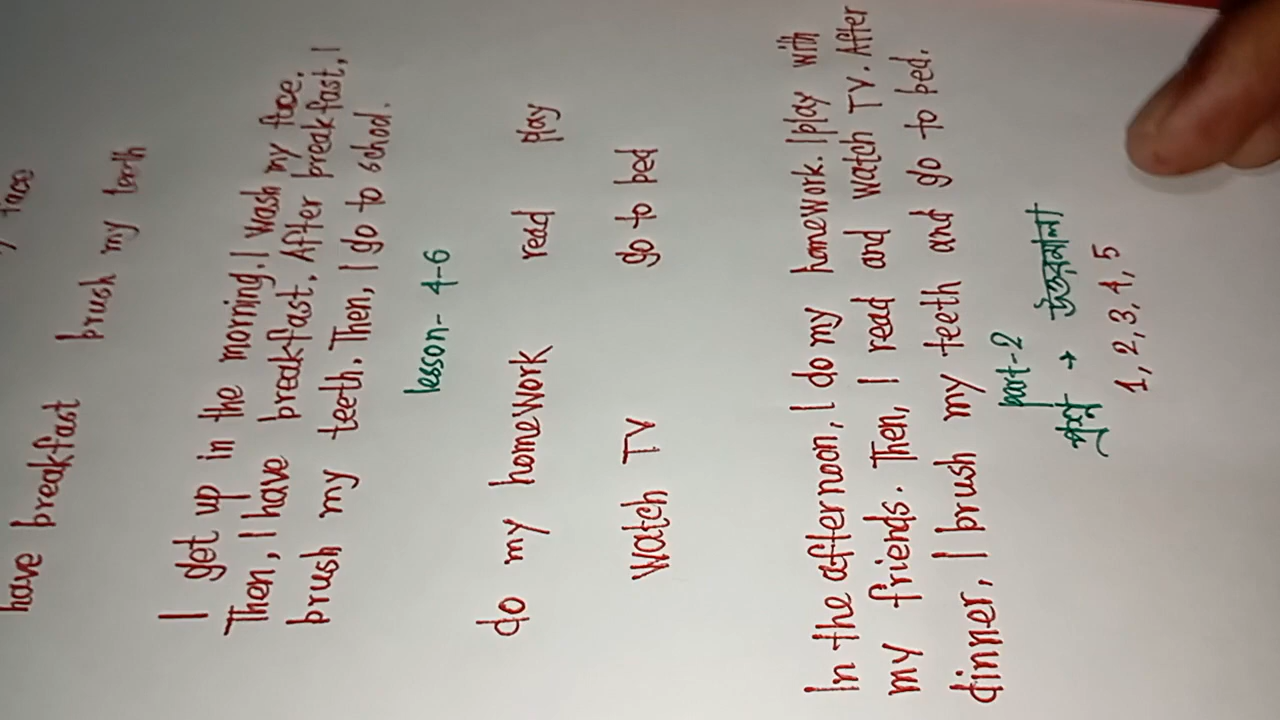 face
have breakfast brush my teeth
I get up in the morning. I wash my face.
Then, I have breakfast. After breakfast, I
brush my teeth. Then, I go to school.
lesson- 4-6
do my homework read play
watch TV go to bed
In the afternoon, I do my homework. I play with
my friends. Then, I read and watch TV. After
dinner, I brush my teeth and go to bed.
part-2
→
1, 2, 3, 4, 5